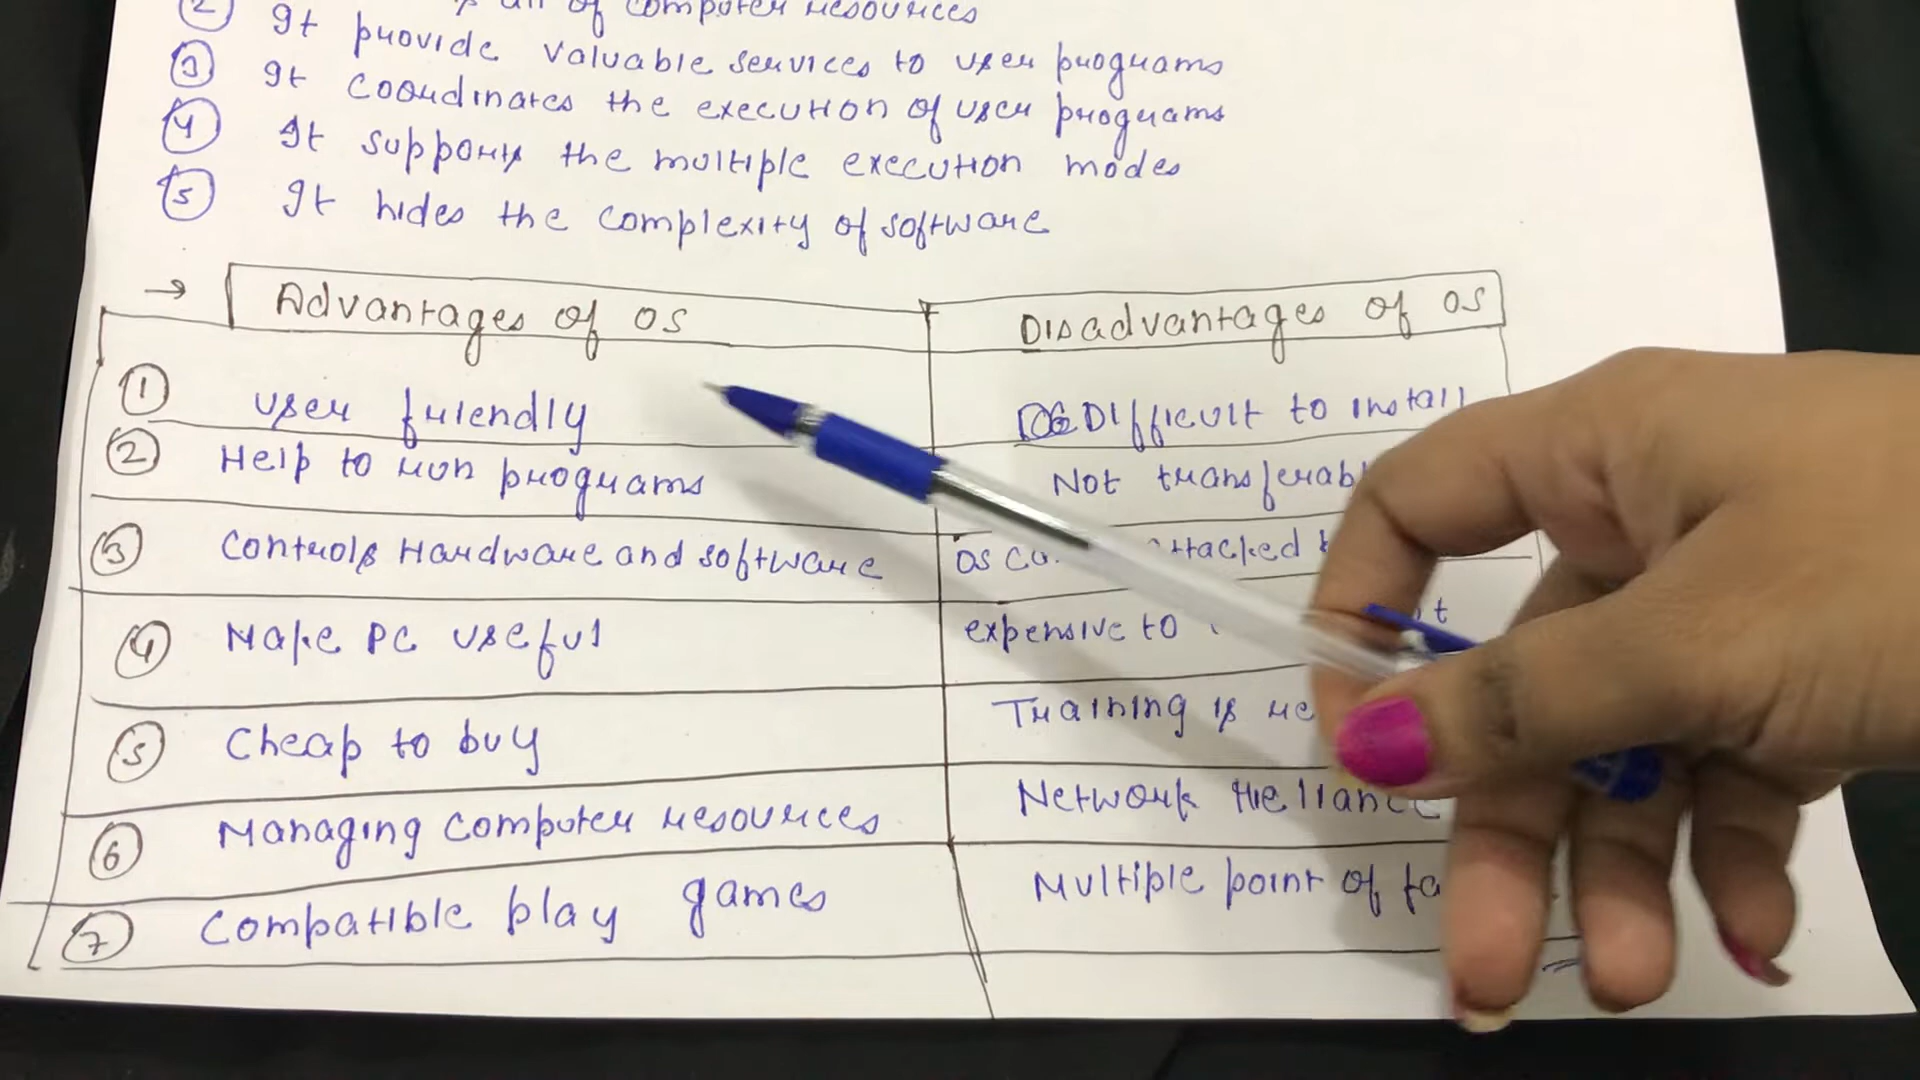 ② of computer resources
③ It provide valuable services to user programs
④ It coordinates the execution of user programs
It supports the multiple execution modes
⑤ It hides the complexity of software
→ Advantages of OS Disadvantages of OS
① User friendly Difficult to install
② Help to run programs Not
③ Controls Hardware and software OS
④ Make PC useful expensive to
⑤ Cheap to buy Training is
⑥ Managing computer resources Network Reliance
⑦ Compatible play games Multiple point of